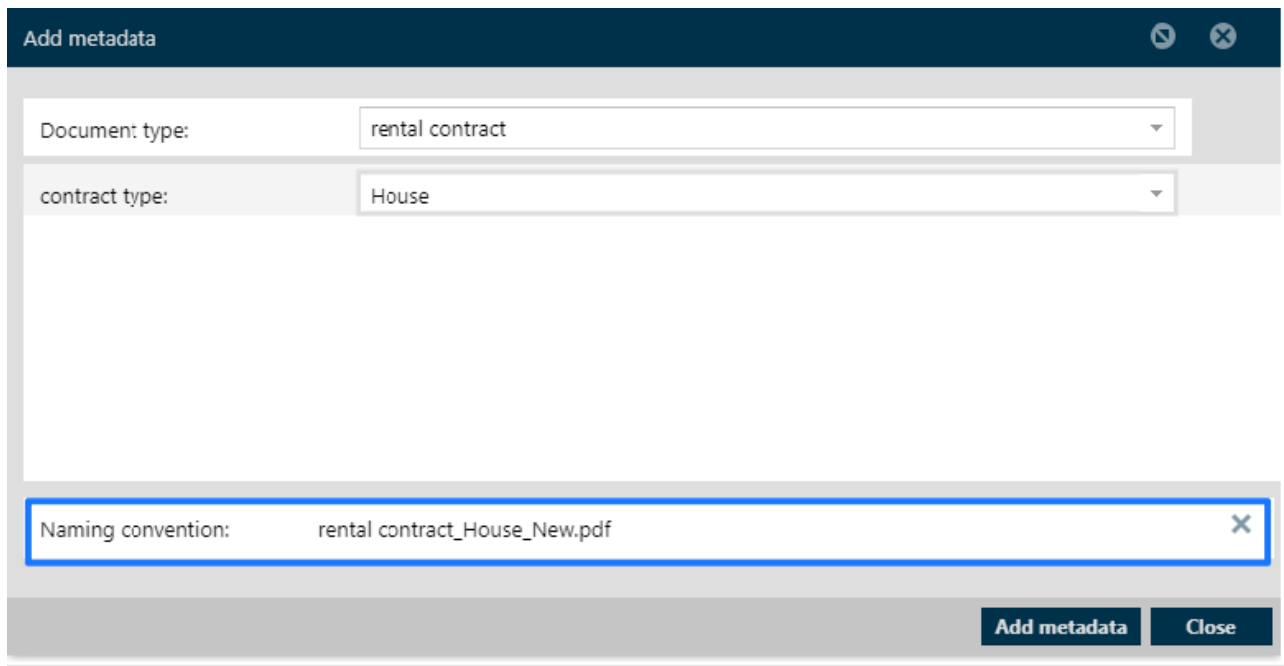 Add metadata
Document type: rental contract
contract type: House
Naming convention: rental contract_House_New.pdf
Add metadata Close